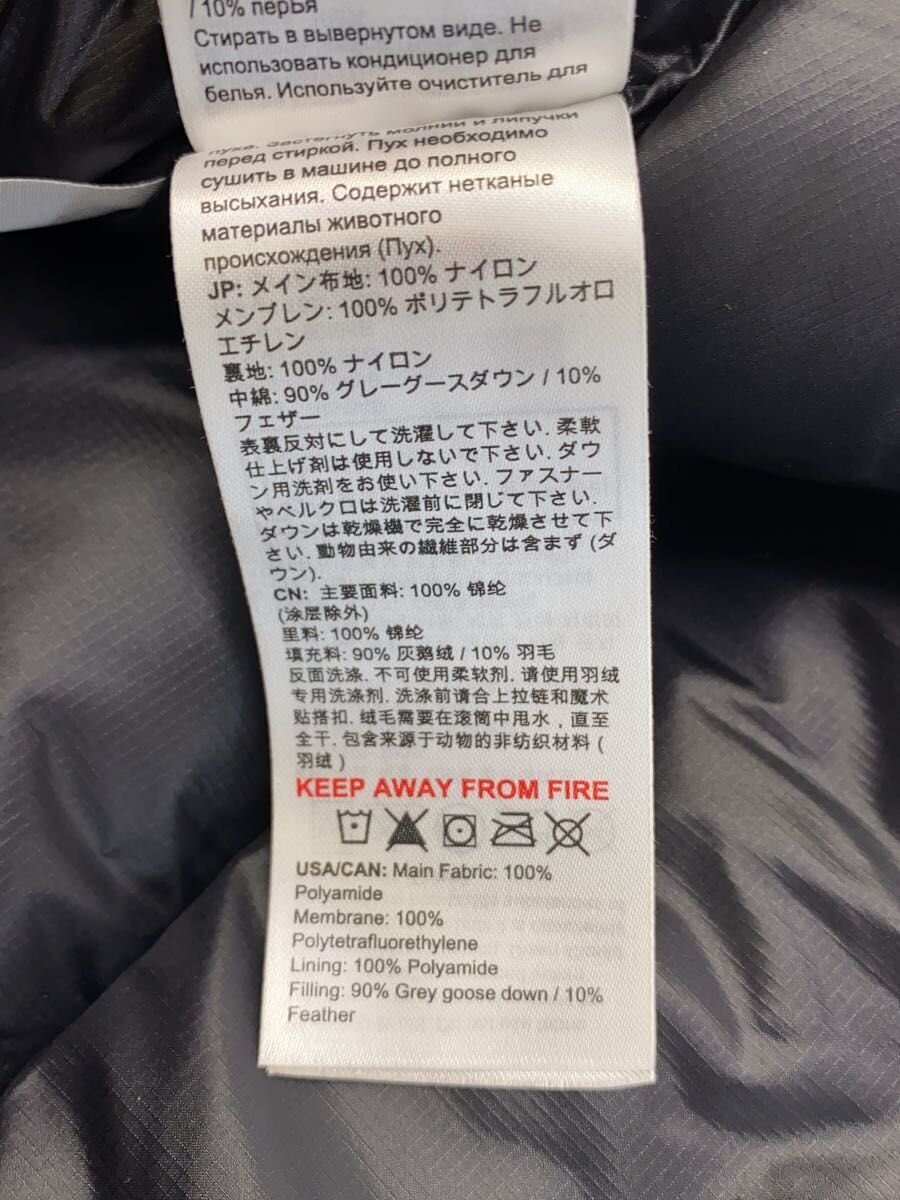 / 10% перья
Стирать в вывернутом виде. Не
использовать кондиционер для
белья. Используйте очиститель для
пуха. Застегнуть молнии и липучки
перед стиркой. Пух необходимо
сушить в машине до полного
высыхания. Содержит нетканые
материалы животного
происхождения (Пух).
JP: メイン布地: 100% ナイロン
メンブレン: 100% ポリテトラフルオロ
エチレン
裏地: 100% ナイロン
中綿: 90% グレーグースダウン / 10%
フェザー
表裏反対にして洗濯して下さい. 柔軟
仕上げ剤は使用しないで下さい. ダウ
ン用洗剤をお使い下さい. ファスナー
やベルクロは洗濯前に閉じて下さい.
ダウンは乾燥機で完全に乾燥させて下
さい. 動物由来の繊維部分は含まず (ダ
ウン).
CN: 主要面料: 100% 锦纶
(涂层除外)
里料: 100% 锦纶
填充料: 90% 灰鹅绒 / 10% 羽毛
反面洗涤. 不可使用柔软剂. 请使用羽绒
专用洗涤剂. 洗涤前请合上拉链和魔术
贴搭扣. 绒毛需要在滚筒中甩水，直至
全干. 包含来源于动物的非纺织材料 (
羽绒 )
KEEP AWAY FROM FIRE
USA/CAN: Main Fabric: 100%
Polyamide
Membrane: 100%
Polytetrafluorethylene
Lining: 100% Polyamide
Filling: 90% Grey goose down / 10%
Feather